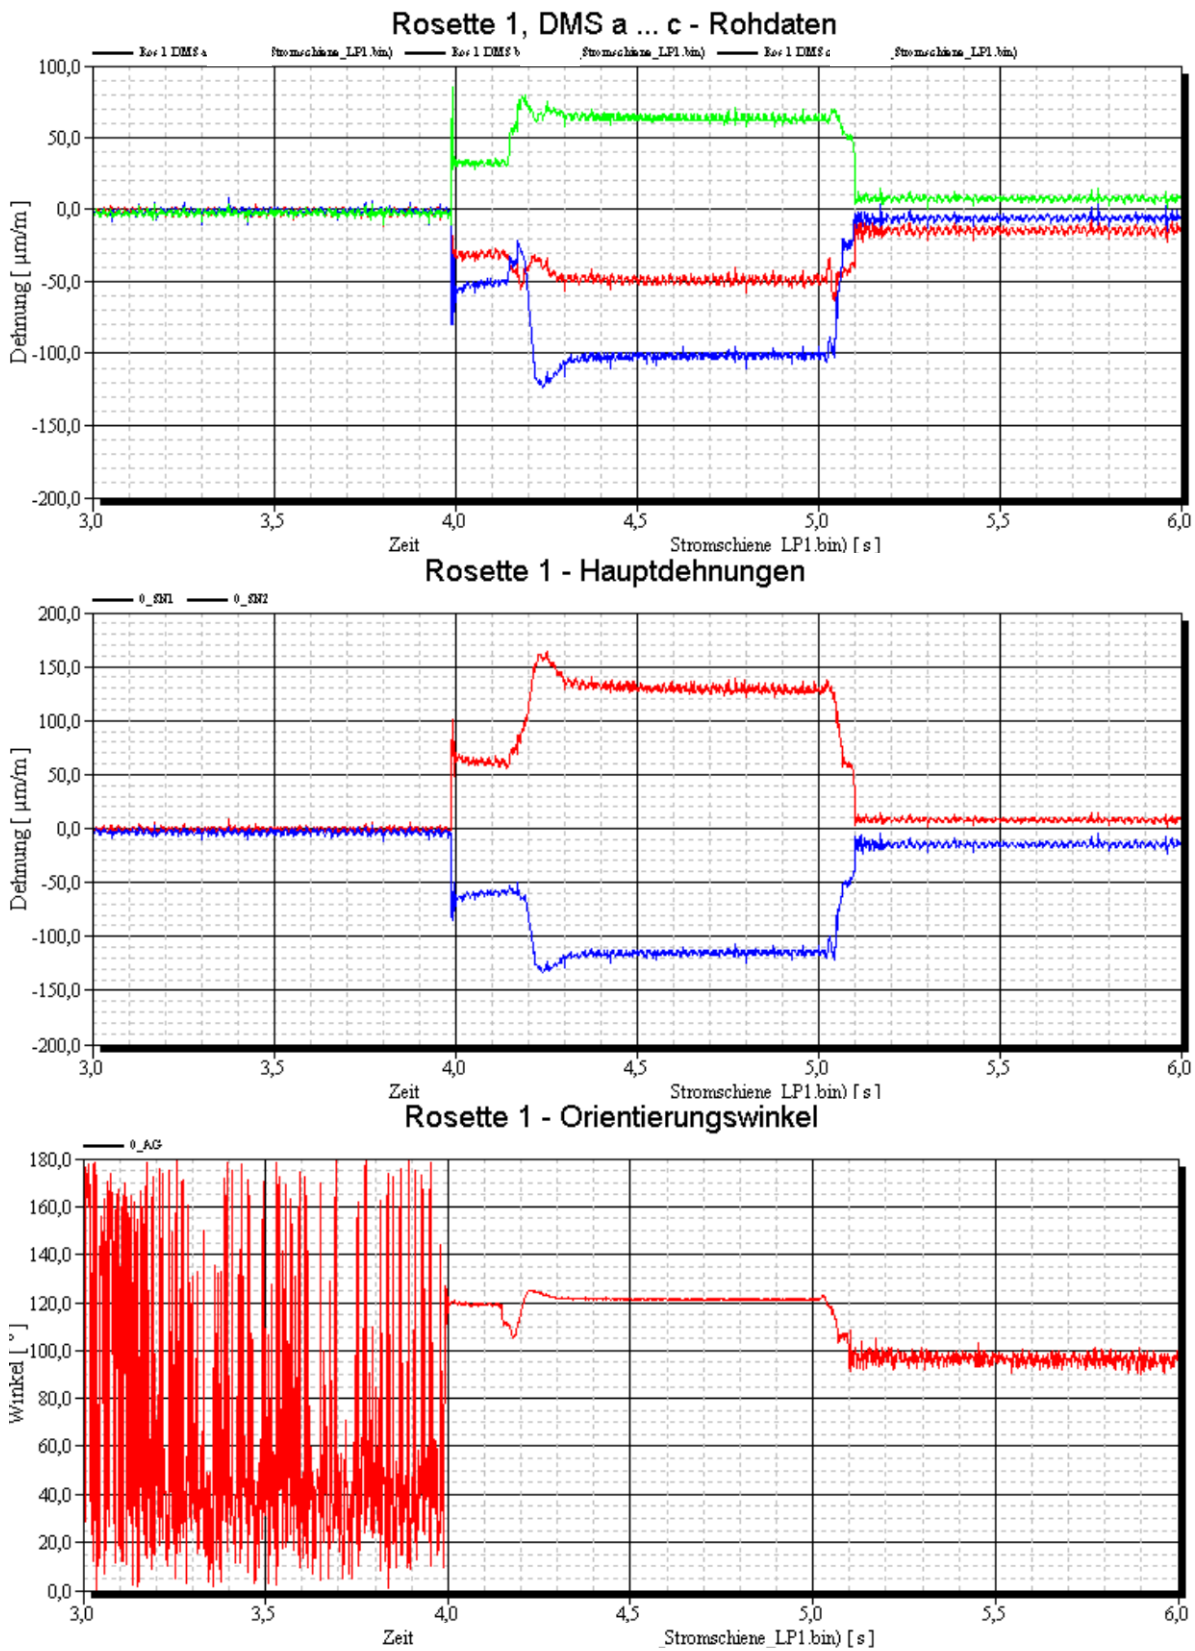 Rosette 1, DMS a ... c - Rohdaten
Ros 1 DMS a Stromschiene_LP1.bin) Ros 1 DMS b _Stromschiene_LP1.bin) Ros 1 DMS c _Stromschiene_LP1.bin)
100,0
50,0
0,0
-50,0
-100,0
-150,0
-200,0
Dehnung [ µm/m ]
3,0 3,5 4,0 4,5 5,0 5,5 6,0
Zeit Stromschiene_LP1.bin) [ s ]
Rosette 1 - Hauptdehnungen
0_SN1 0_SN2
200,0
150,0
100,0
50,0
0,0
-50,0
-100,0
-150,0
-200,0
Dehnung [ µm/m ]
3,0 3,5 4,0 4,5 5,0 5,5 6,0
Zeit Stromschiene_LP1.bin) [ s ]
Rosette 1 - Orientierungswinkel
0_AG
180,0
160,0
140,0
120,0
100,0
80,0
60,0
40,0
20,0
0,0
Winkel [ ° ]
3,0 3,5 4,0 4,5 5,0 5,5 6,0
Zeit _Stromschiene_LP1.bin) [ s ]